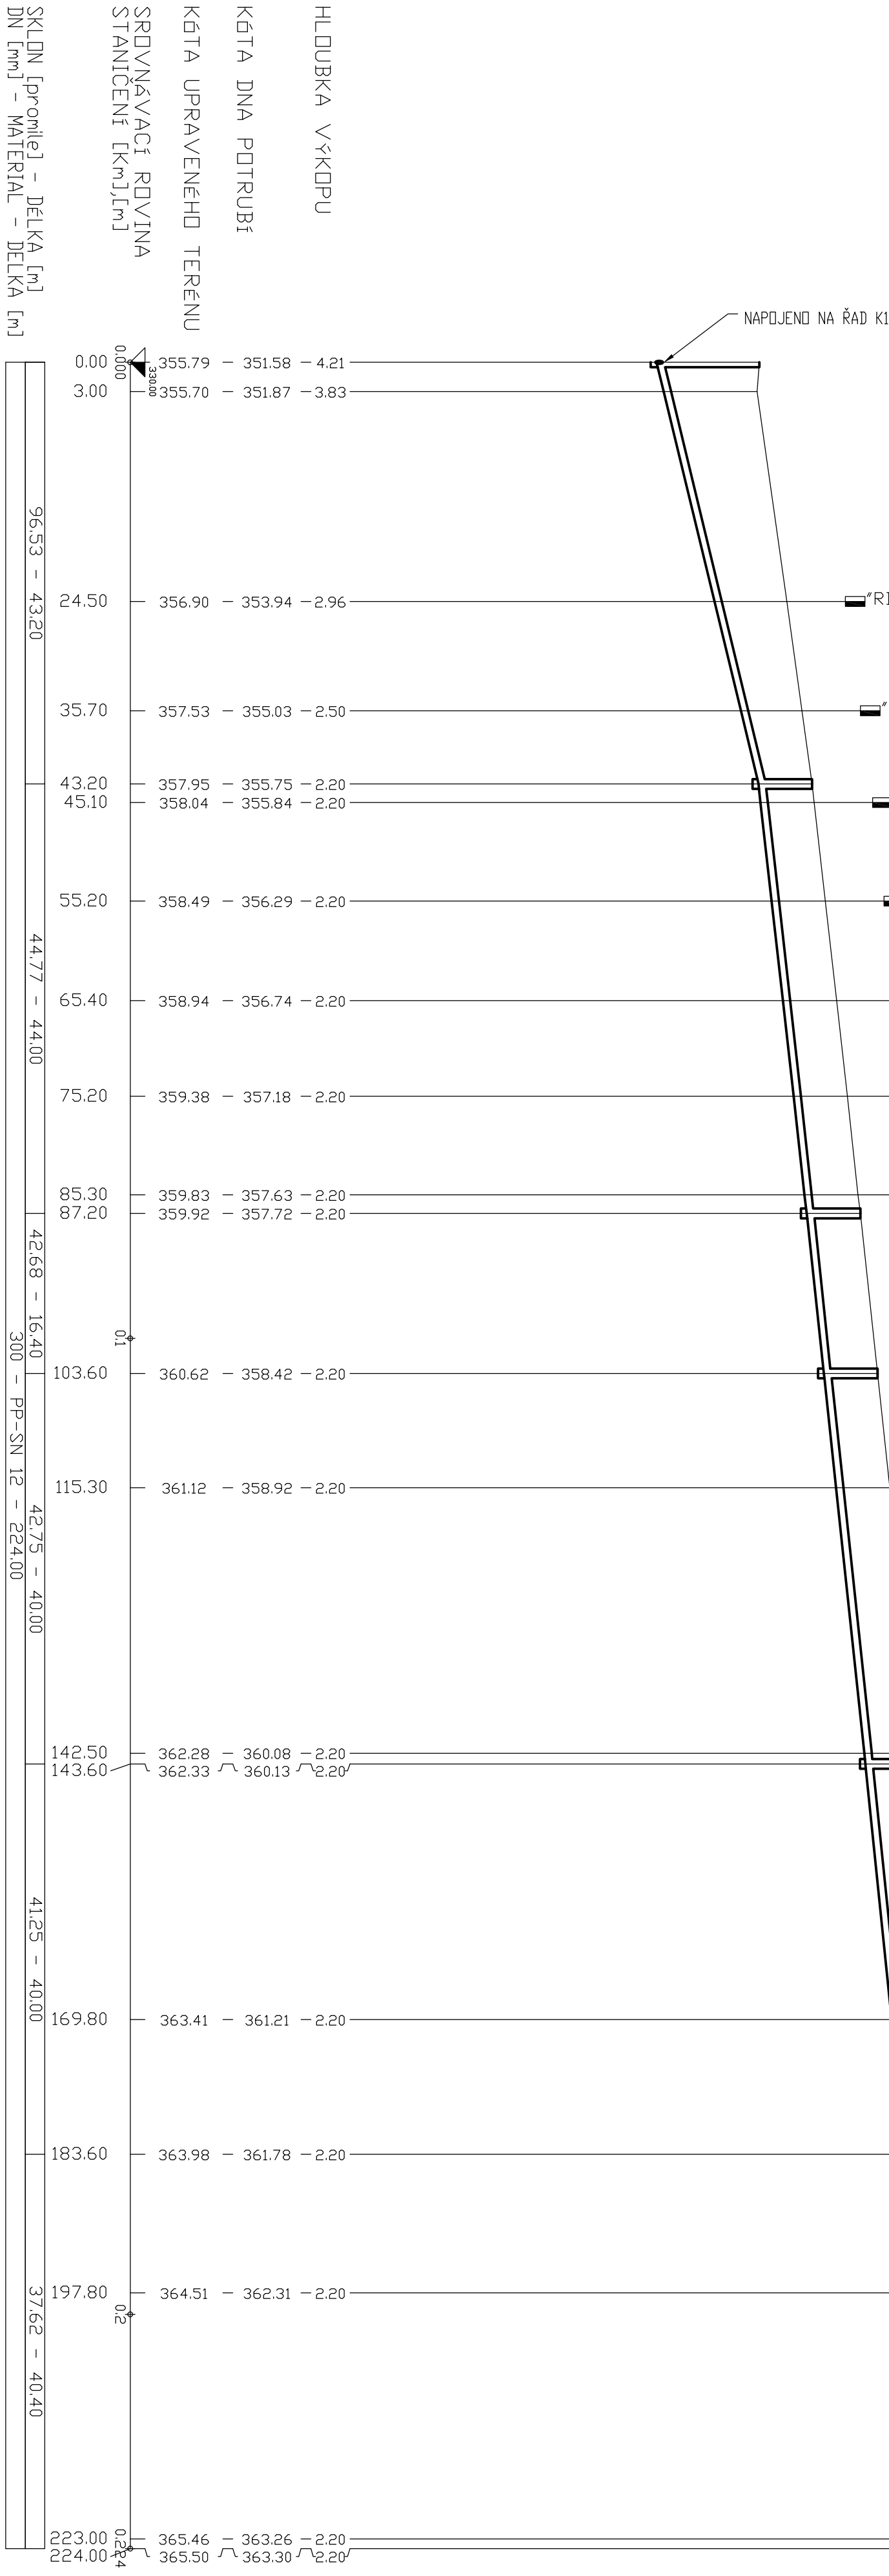 HLOUBKA VÝKOPU
KÓTA DNA POTRUBÍ
KÓTA UPRAVENÉHO TERÉNU
SROVNÁVACÍ ROVINA
STANIČENÍ [Km],[m]
SKLON [promile] - DÉLKA [m]
DN [mm] - MATERIAL - DELKA [m]
NAPOJENO NA ŘAD K1
330.00
0.000
0.00 355.79 - 351.58 - 4.21
3.00 355.70 - 351.87 - 3.83
24.50 356.90 - 353.94 - 2.96
35.70 357.53 - 355.03 - 2.50
43.20 357.95 - 355.75 - 2.20
45.10 358.04 - 355.84 - 2.20
55.20 358.49 - 356.29 - 2.20
65.40 358.94 - 356.74 - 2.20
75.20 359.38 - 357.18 - 2.20
85.30 359.83 - 357.63 - 2.20
87.20 359.92 - 357.72 - 2.20
0.1
103.60 360.62 - 358.42 - 2.20
115.30 361.12 - 358.92 - 2.20
142.50 362.28 - 360.08 - 2.20
143.60 362.33 360.13 2.20
169.80 363.41 - 361.21 - 2.20
183.60 363.98 - 361.78 - 2.20
197.80 364.51 - 362.31 - 2.20
0.2
223.00 365.46 - 363.26 - 2.20
224.00 365.50 363.30 2.20
0.224
96.53 - 43.20
44.77 - 44.00
42.68 - 16.40
42.75 - 40.00
41.25 - 40.00
37.62 - 40.40
300 - PP-SN 12 - 224.00